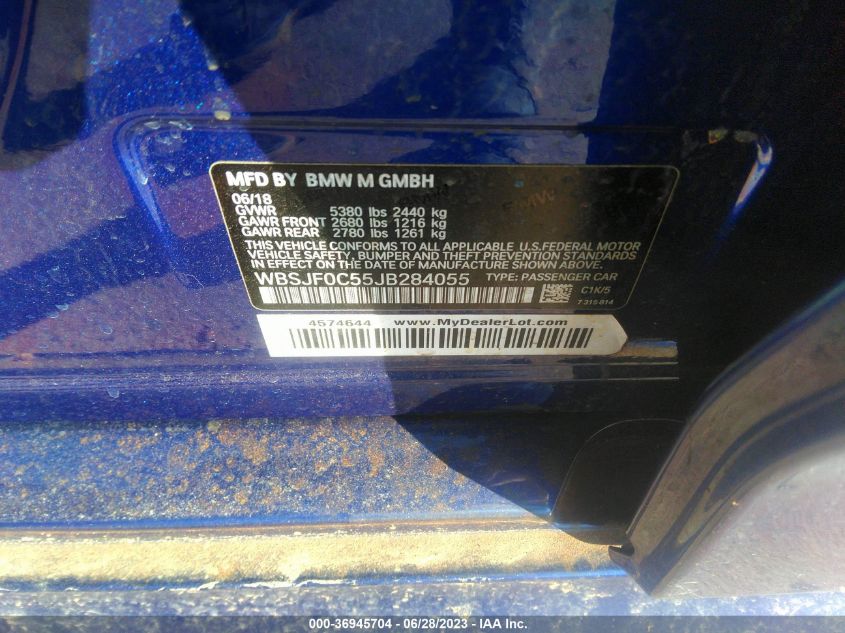 MFD BY BMW M GMBH
06/18
GVWR 5380 lbs 2440 kg
GAWR FRONT 2680 lbs 1216 kg
GAWR REAR 2780 lbs 1261 kg
THIS VEHICLE CONFORMS TO ALL APPLICABLE U.S.FEDERAL MOTOR
VEHICLE SAFETY, BUMPER AND THEFT PREVENTION STANDARDS
IN EFFECT ON THE DATE OF MANUFACTURE SHOWN ABOVE.
WBSJF0C55JB284055 TYPE: PASSENGER CAR
C1K/5
7 315 814
4574644 www.MyDealerLot.com
000-36945704 - 06/28/2023 - IAA Inc.